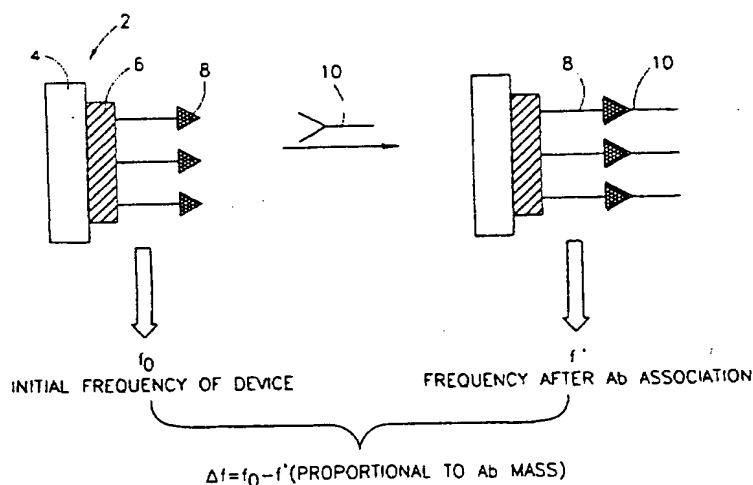 2
4
6
8
10
8
10
f0
INITIAL FREQUENCY OF DEVICE
f'
FREQUENCY AFTER Ab ASSOCIATION
Δf=f0-f'(PROPORTIONAL TO Ab MASS)